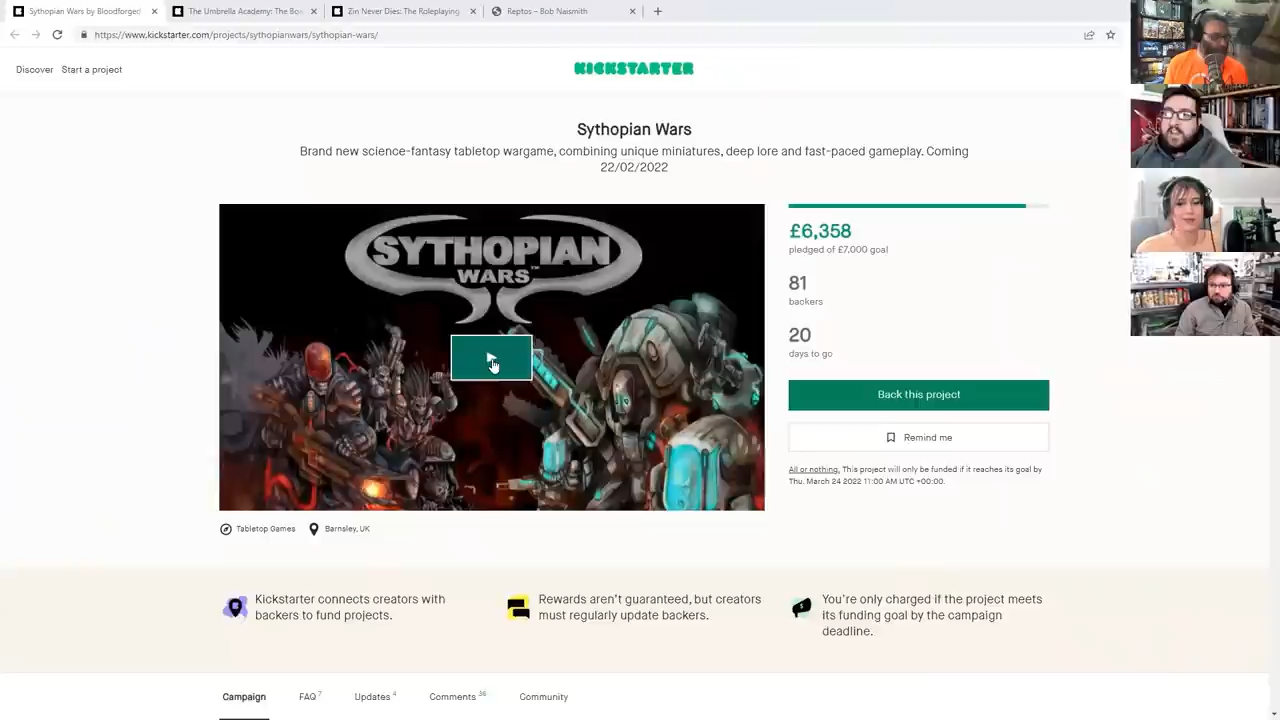 Sythopian Wars by Bloodforge!
The Umbrella Academy: The Boa
Zin Never Dies: The Roleplaying
Reptos – Bob Naismith
https://www.kickstarter.com/projects/sythopianwars/sythopian-wars/
Discover
Start a project
KICKSTARTER
Sythopian Wars
Brand new science-fantasy tabletop wargame, combining unique miniatures, deep lore and fast-paced gameplay. Coming
22/02/2022
SYTHOPIAN
WARS™
£6,358
pledged of £7,000 goal
81
backers
20
days to go
Back this project
Remind me
All or nothing. This project will only be funded if it reaches its goal by
Thu, March 24 2022 11:00 AM UTC +00:00.
Tabletop Games
Barnsley, UK
Kickstarter connects creators with
backers to fund projects.
Rewards aren't guaranteed, but creators
must regularly update backers.
You're only charged if the project meets
its funding goal by the campaign
deadline.
Campaign
FAQ 7
Updates 4
Comments 36
Community